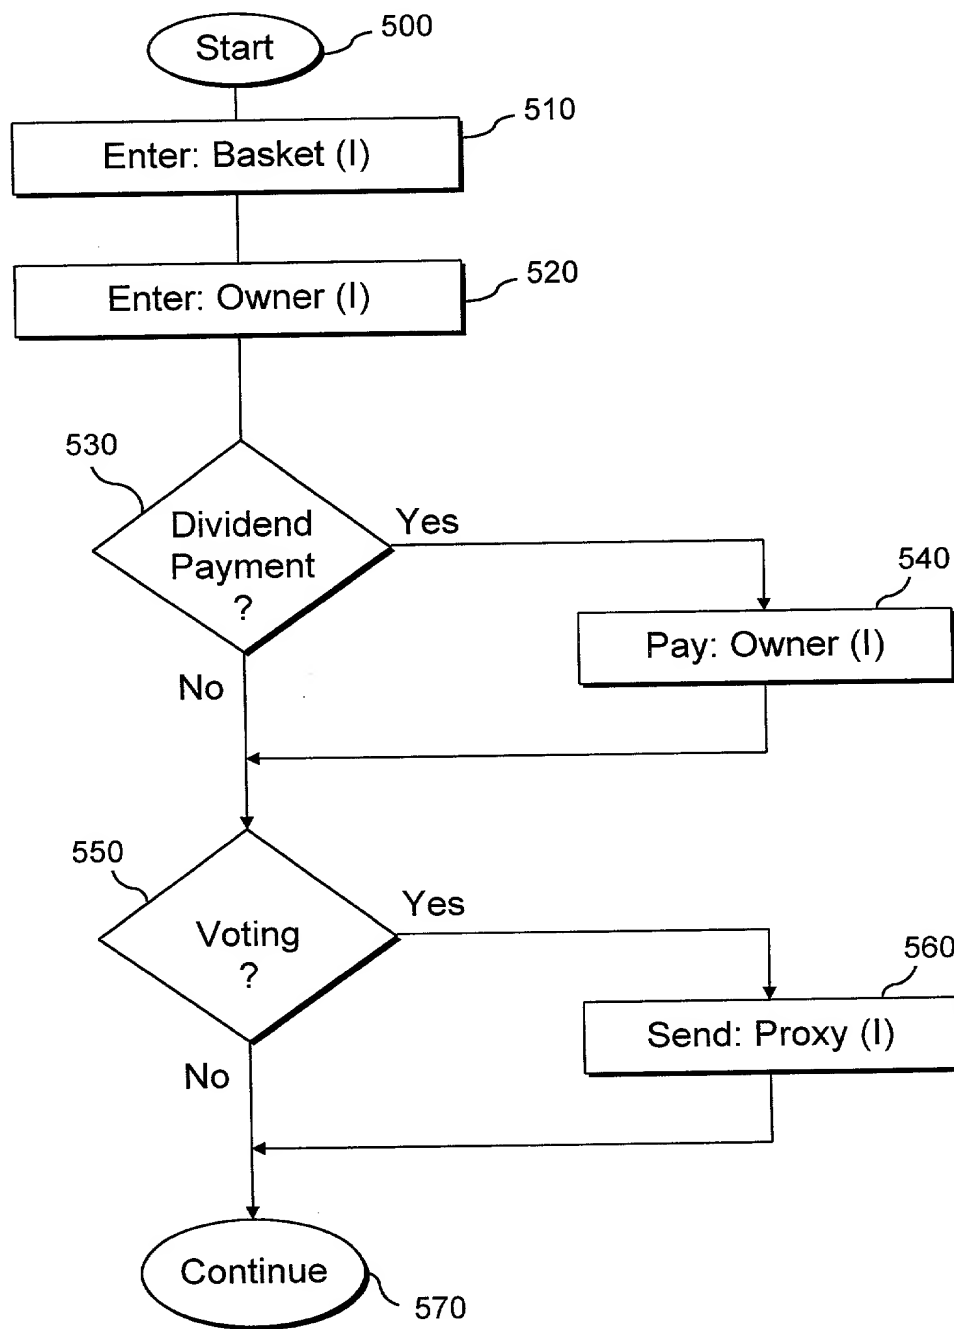 Start
500
510
Enter: Basket (I)
520
Enter: Owner (I)
530
Dividend
Payment
?
Yes
540
Pay: Owner (I)
No
550
Voting
?
Yes
560
Send: Proxy (I)
No
Continue
570